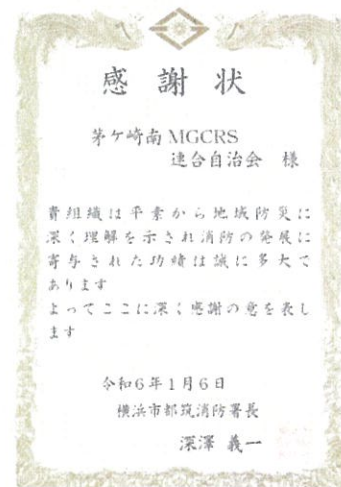 感謝状
茅ケ崎南MGCRS
連合自治会 様
貴組織は平素から地域防災に
深く理解を示され消防の発展に
寄与された功績は誠に多大で
あります
よってここに深く感謝の意を表し
ます
令和6年1月6日
横浜市都筑消防署長
深澤義一